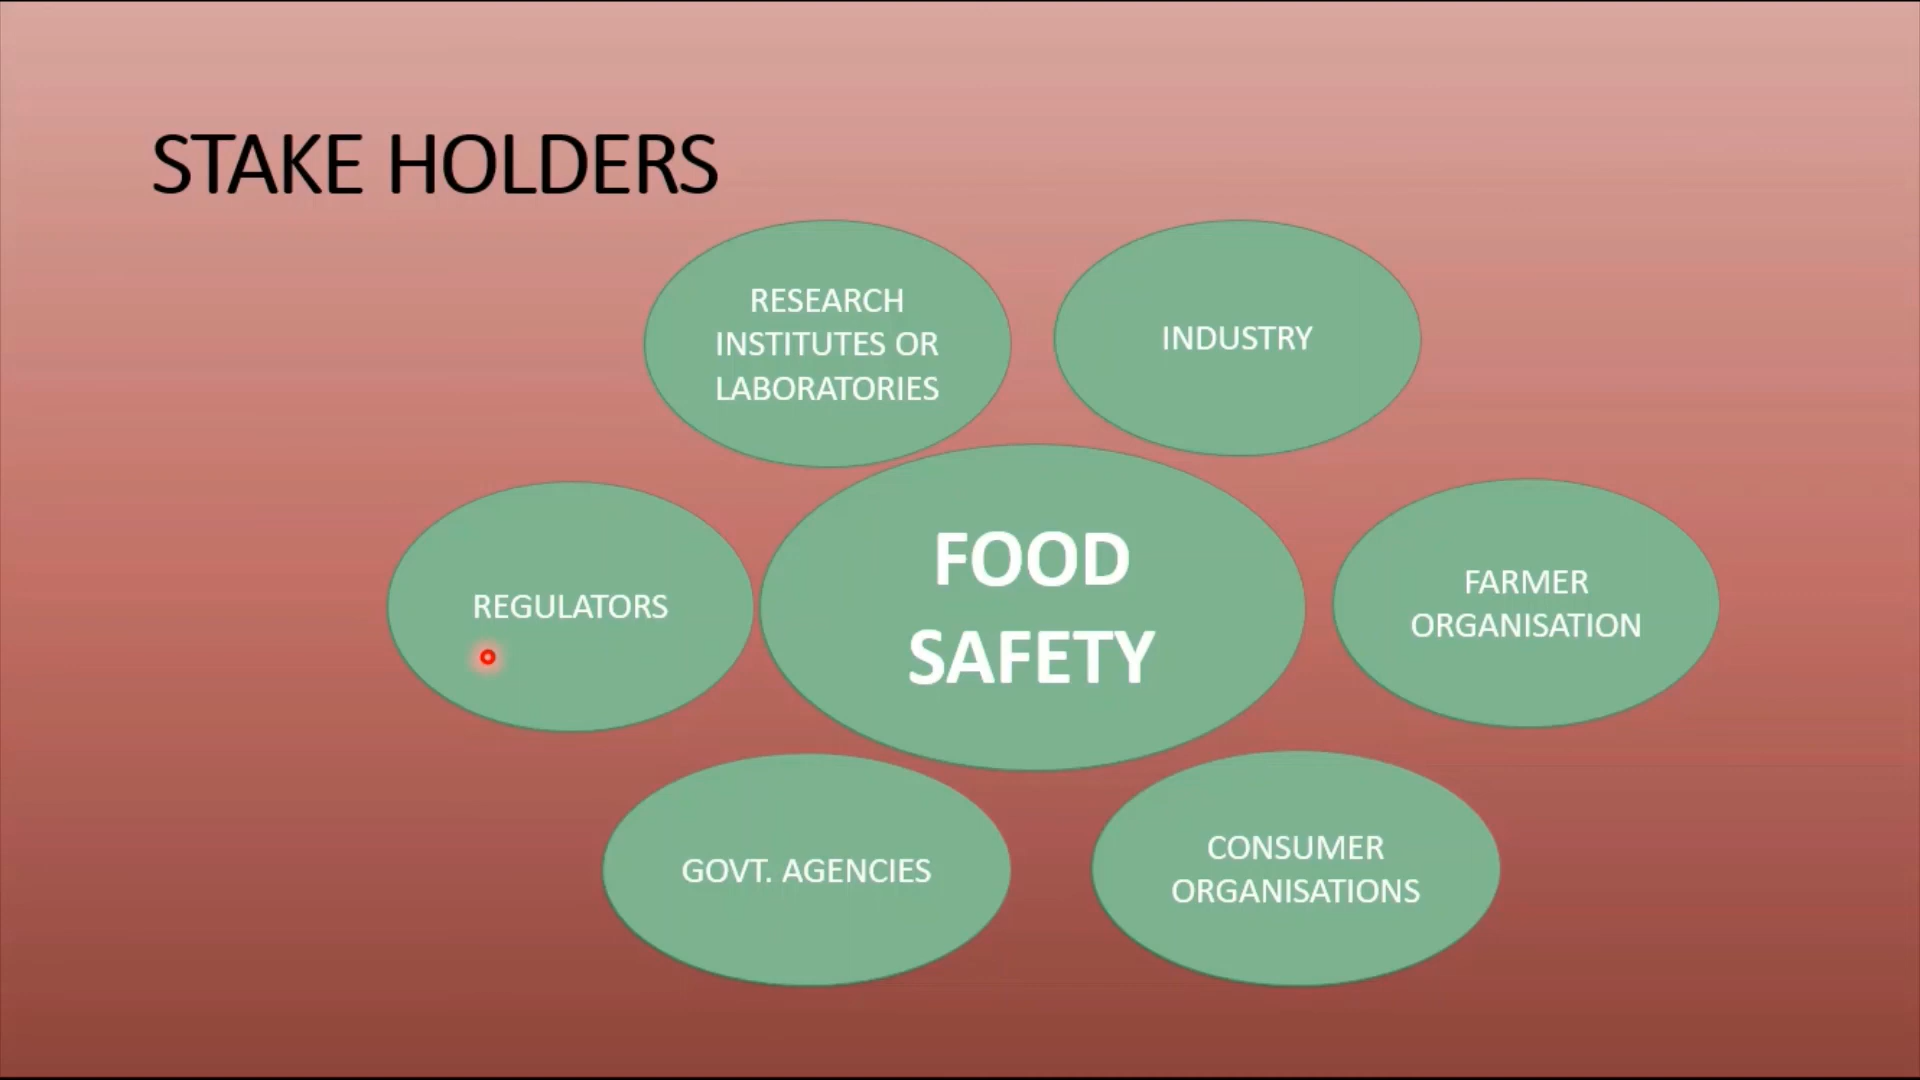 STAKE HOLDERS
RESEARCH
INSTITUTES OR
LABORATORIES
INDUSTRY
REGULATORS
FOOD
SAFETY
FARMER
ORGANISATION
GOVT. AGENCIES
CONSUMER
ORGANISATIONS